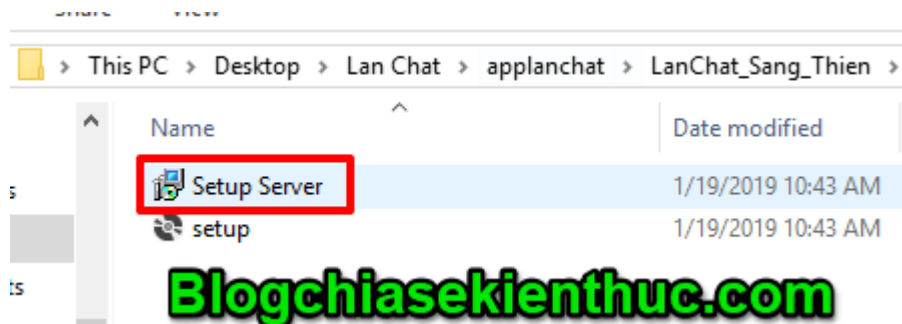 This PC > Desktop > Lan Chat > applanchat > LanChat_Sang_Thien >
Name Date modified
Setup Server 1/19/2019 10:43 AM
setup 1/19/2019 10:43 AM
Blogchiasekienthuc.com